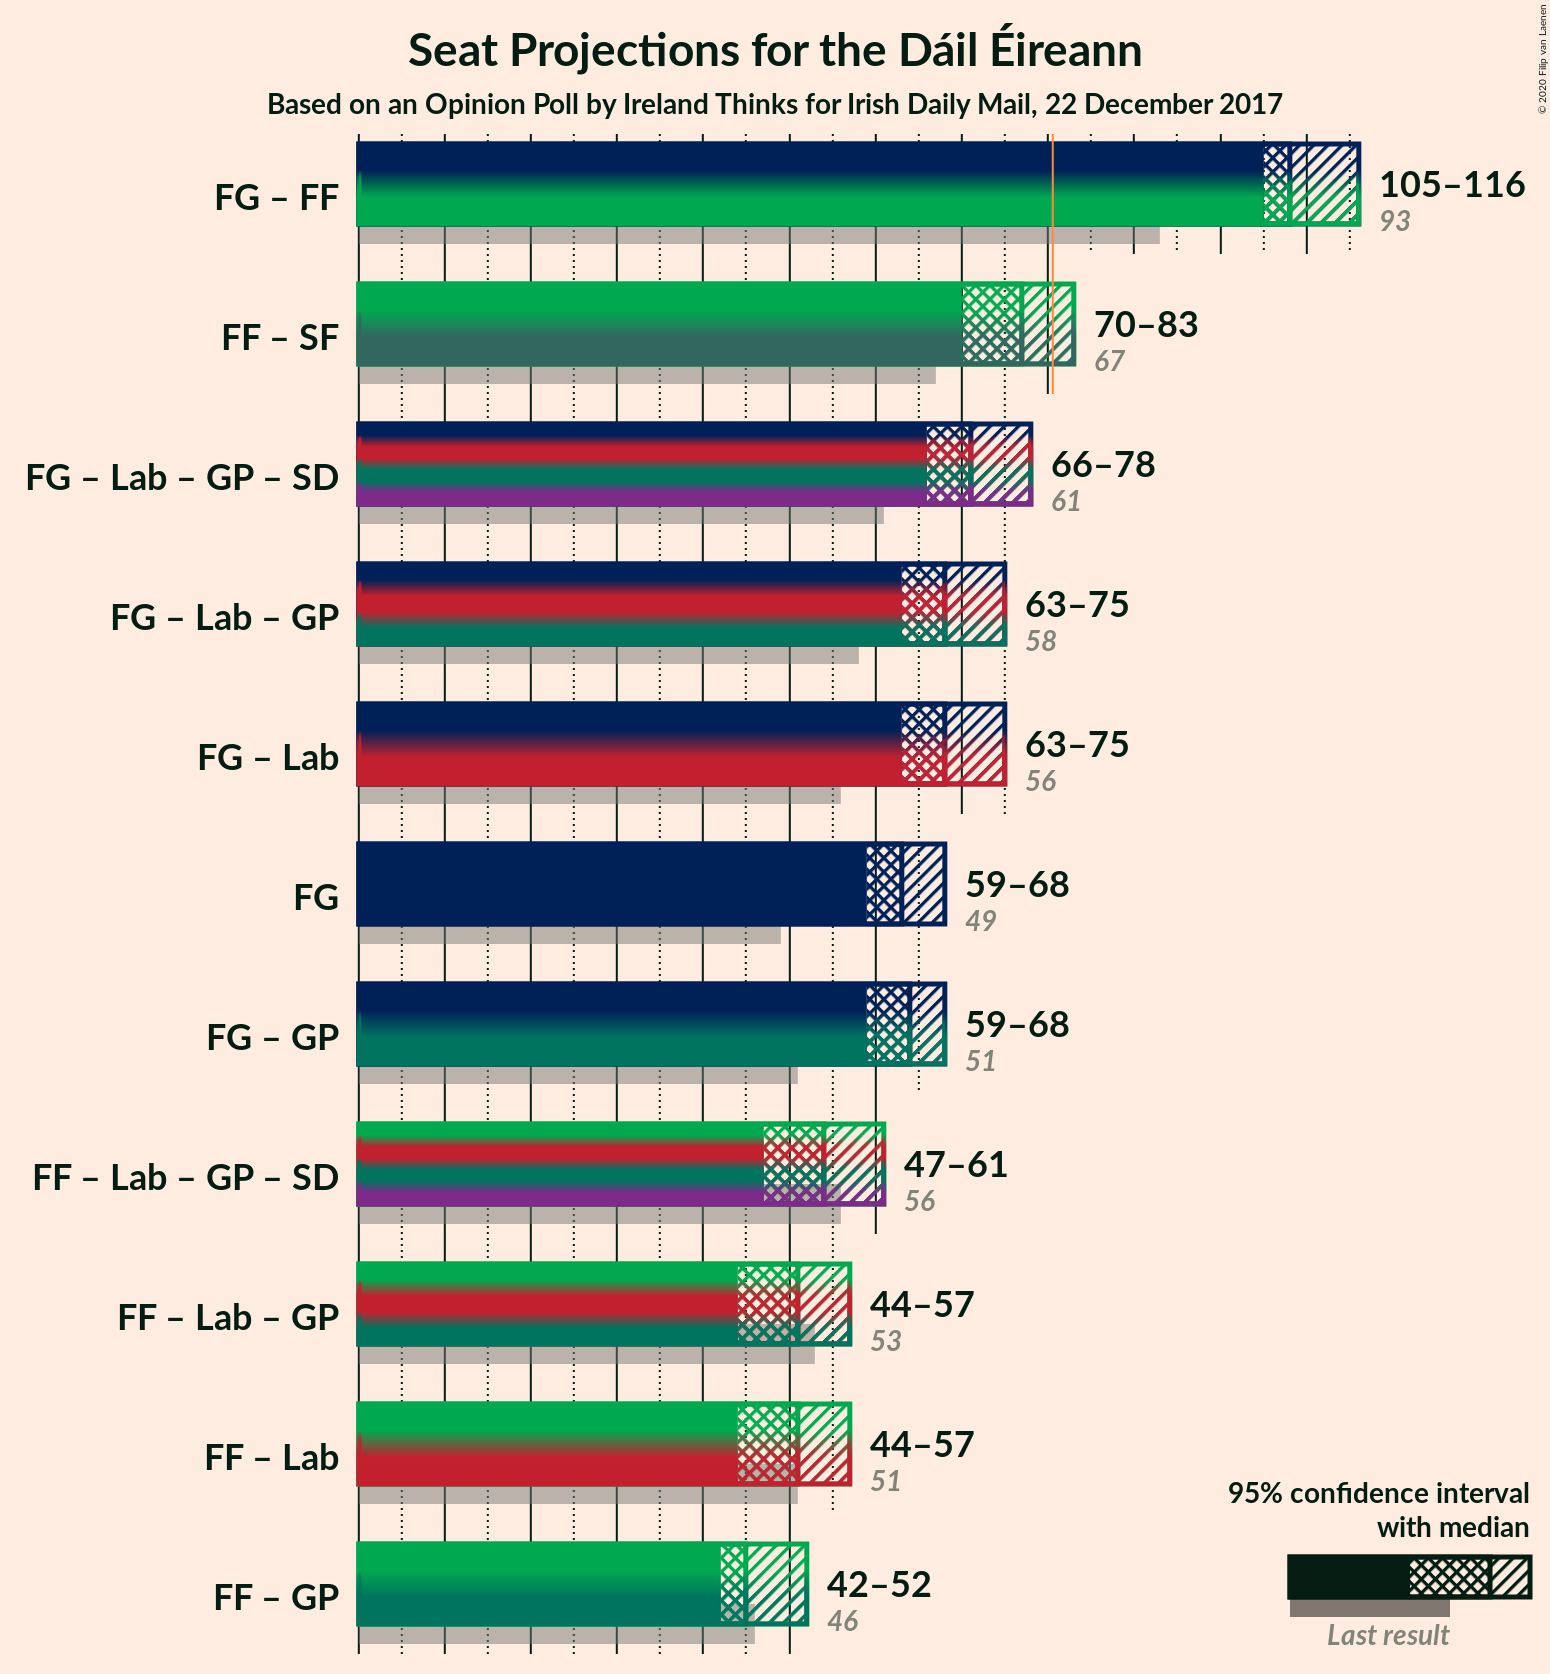 Seat Projections for the Dáil Éireann
Based on an Opinion Poll by Ireland Thinks for Irish Daily Mail, 22 December 2017
© 2020 Filip van Laenen
FG – FF
105–116
93
FF – SF
70–83
67
FG – Lab – GP – SD
66–78
61
FG – Lab – GP
63–75
58
FG – Lab
63–75
56
FG
59–68
49
FG – GP
59–68
51
FF – Lab – GP – SD
47–61
56
FF – Lab – GP
44–57
53
FF – Lab
44–57
51
FF – GP
42–52
46
95% confidence interval
with median
Last result